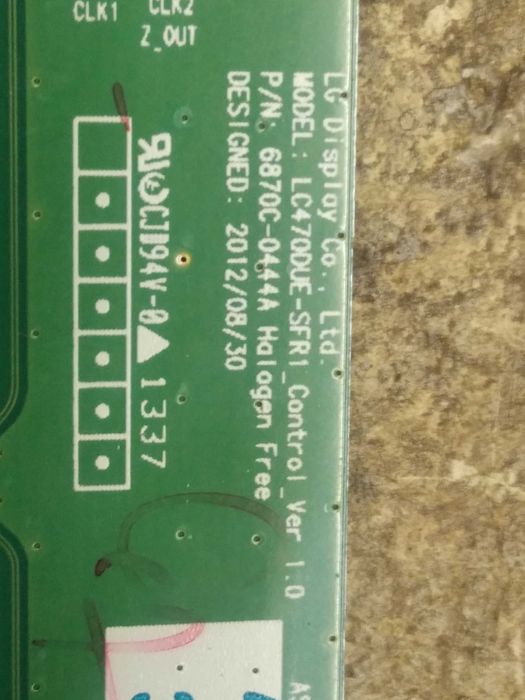 CLK1
CLK2
Z_OUT
LG Display Co., Ltd.
MODEL: LC470DUE-SFR1_Control_Ver 1.0
P/N: 6870C-0444A Halogen Free
DESIGNED: 2012/08/30
CJD94V-0 1337